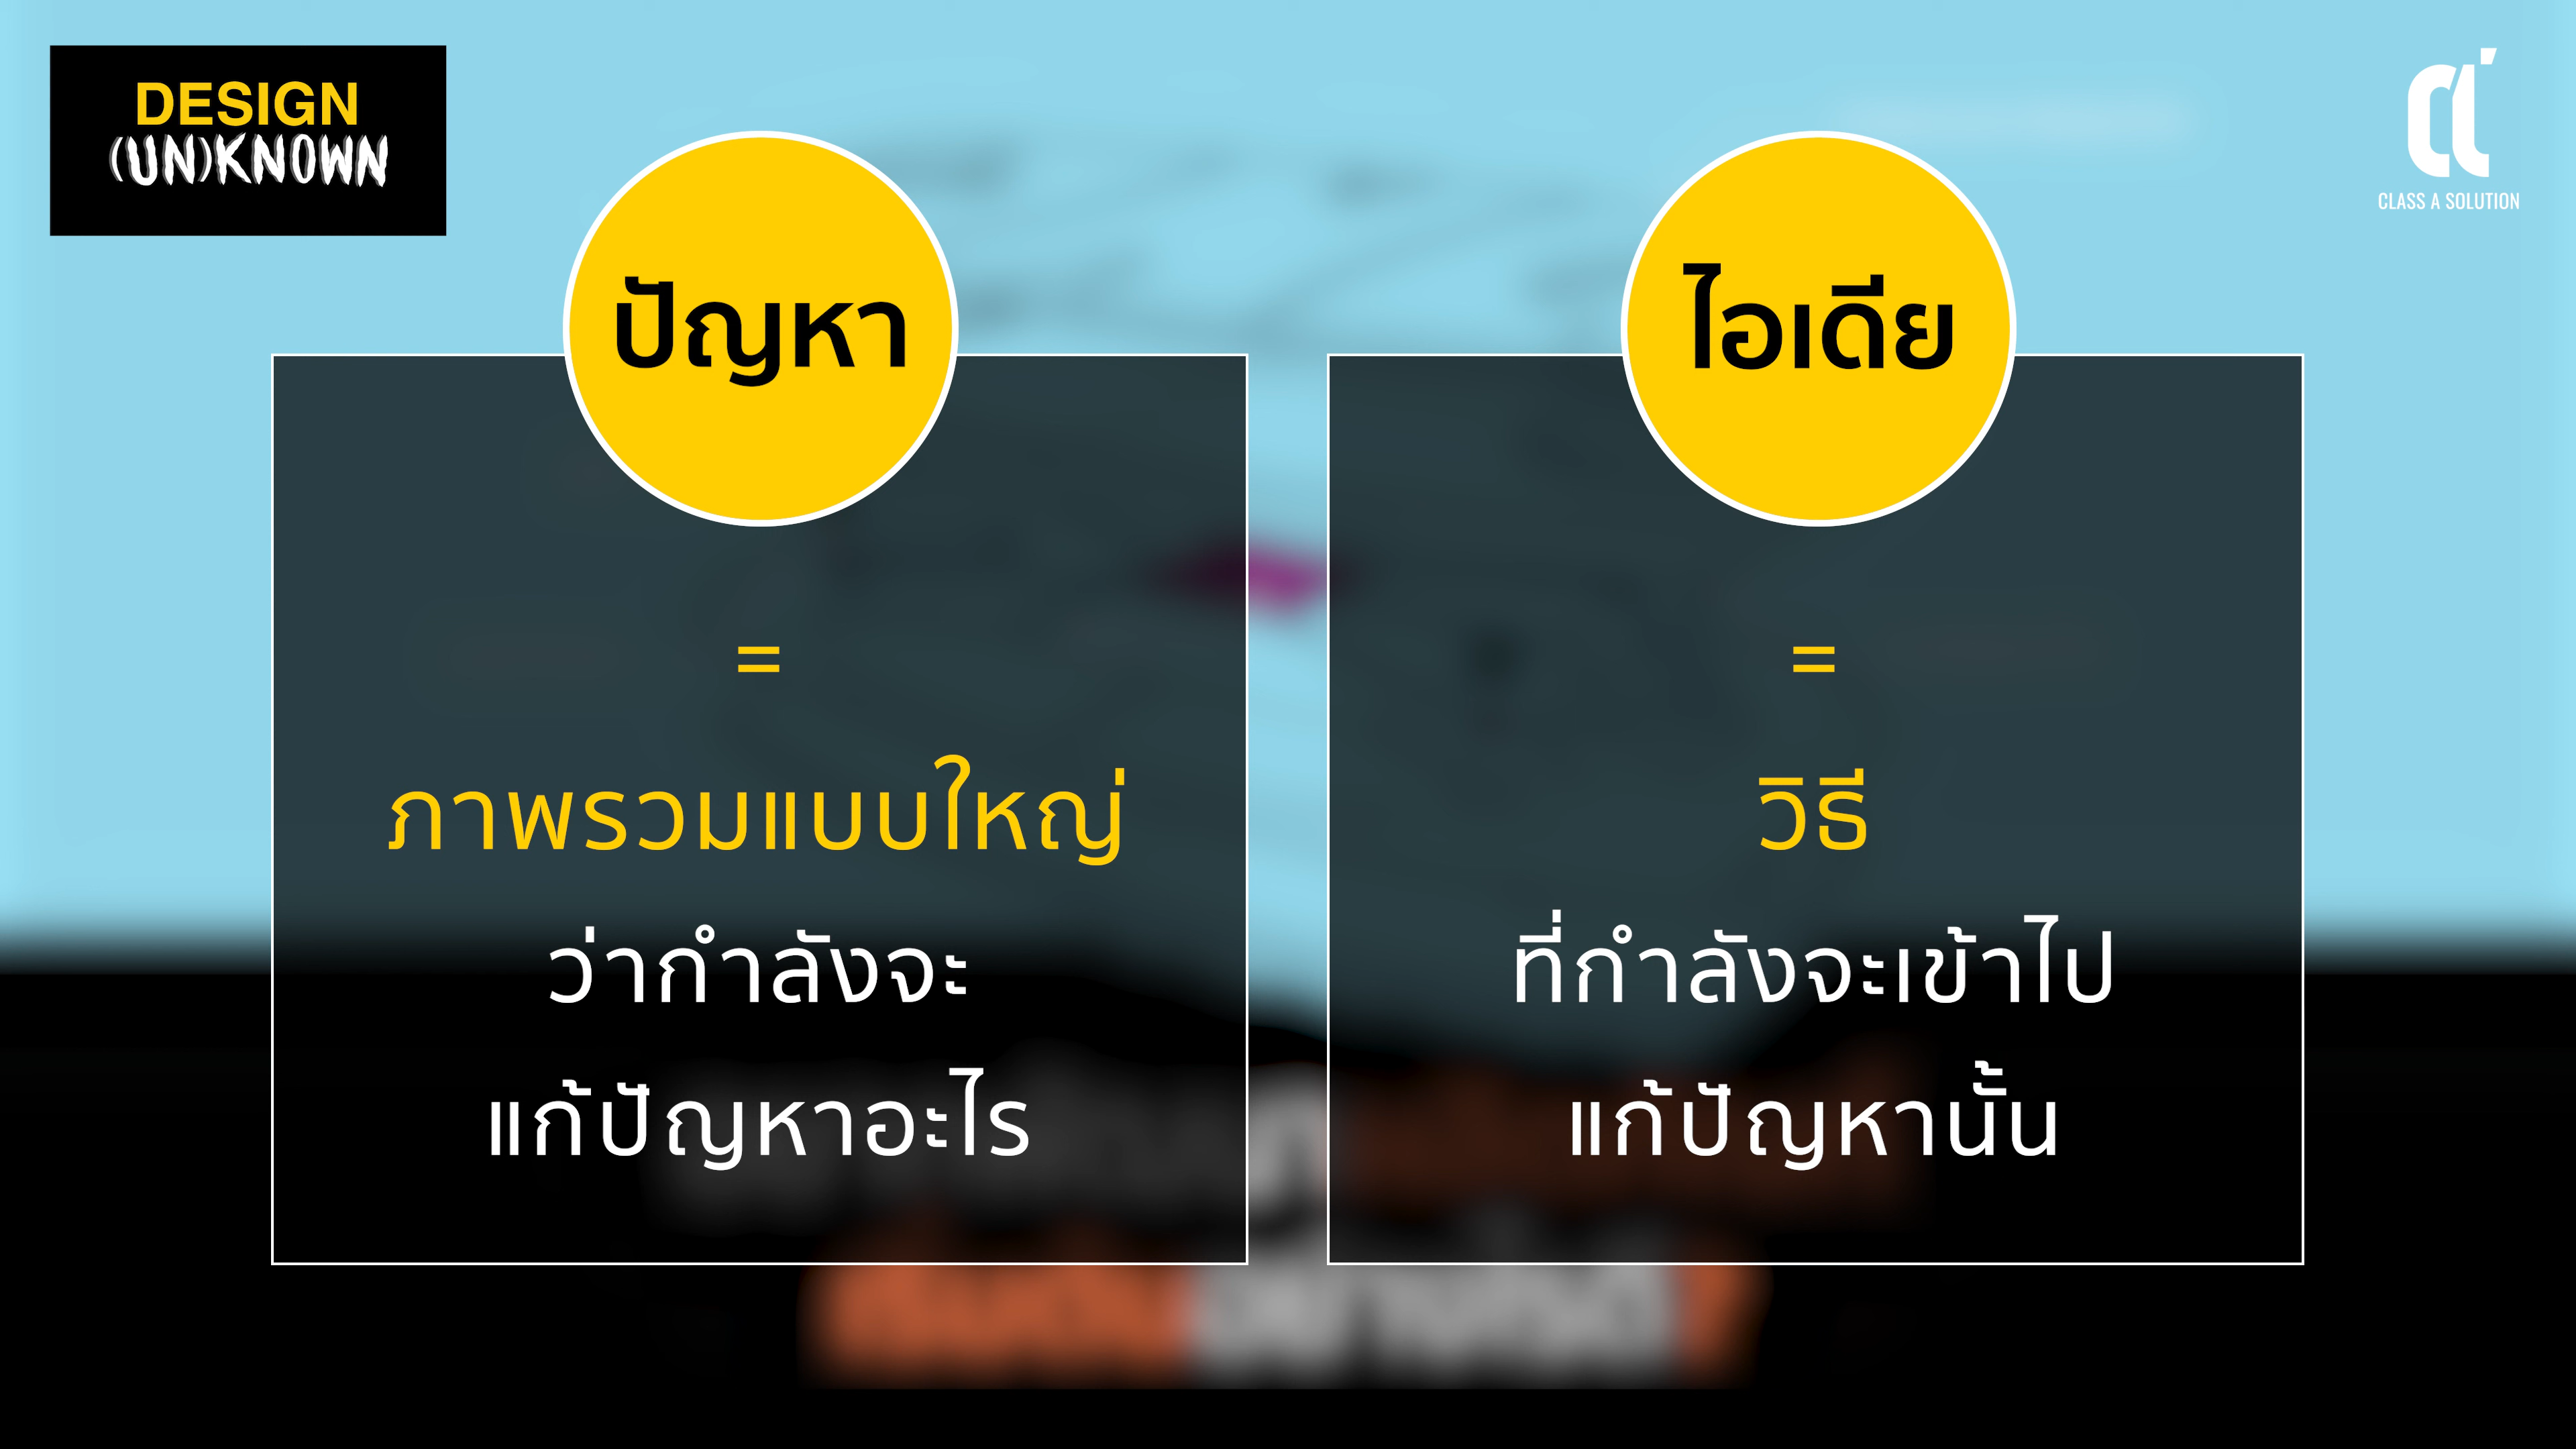 DESIGN
(UN)KNOWN
CLASS A SOLUTION
ปัญหา
=
ภาพรวมแบบใหญ่
ว่ากำลังจะ
แก้ปัญหาอะไร
ไอเดีย
=
วิธี
ที่กำลังจะเข้าไป
แก้ปัญหานั้น